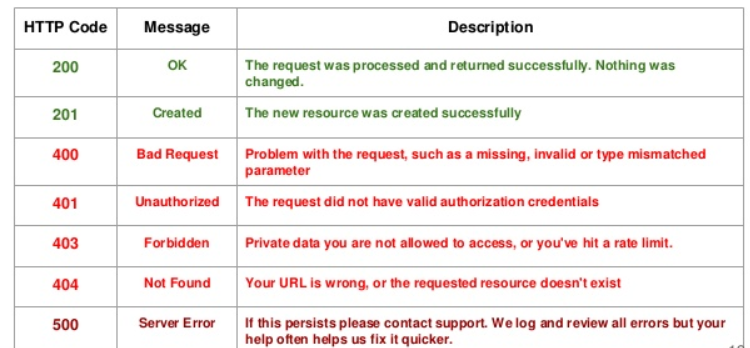 HTTP Code Message Description
200 OK The request was processed and returned successfully. Nothing was
changed.
201 Created The new resource was created successfully
400 Bad Request Problem with the request, such as a missing, invalid or type mismatched
parameter
401 Unauthorized The request did not have valid authorization credentials
403 Forbidden Private data you are not allowed to access, or you've hit a rate limit.
404 Not Found Your URL is wrong, or the requested resource doesn't exist
500 Server Error If this persists please contact support. We log and review all errors but your
help often helps us fix it quicker.